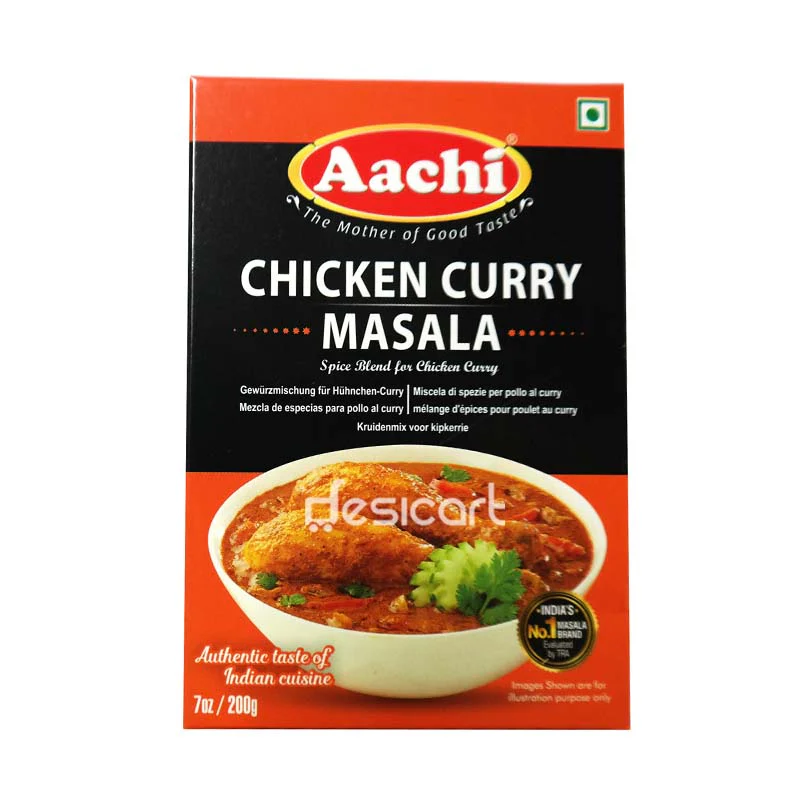 Aachi®
The Mother of Good Taste
CHICKEN CURRY
MASALA
Spice Blend for Chicken Curry
Gewürzmischung für Hühnchen-Curry | Miscela di spezie per pollo al curry
Mezcla de especias para pollo al curry | mélange d'épices pour poulet au curry
Kruidenmix voor kipkerrie
desicart
INDIA'S
No.1 MASALA BRAND
Evaluated
by TRA
Authentic taste of
Indian cuisine
7oz / 200g
Images Shown are for
illustration purpose only